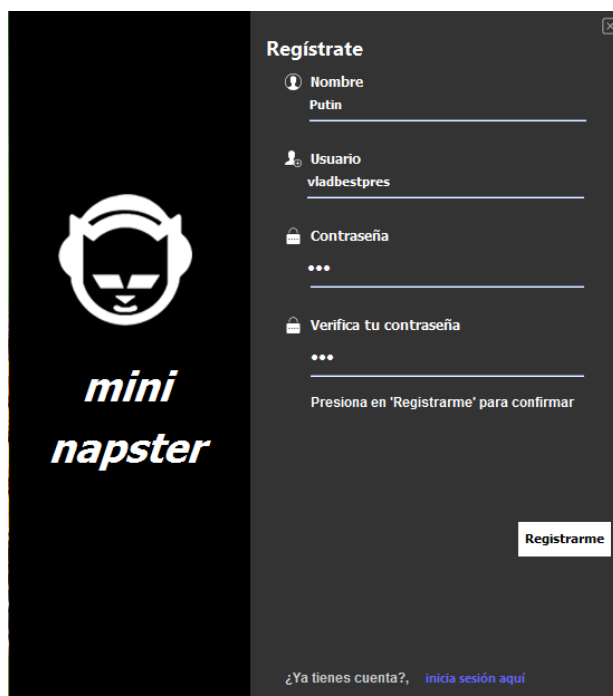 Regístrate
Nombre
Putin
Usuario
vladbestpres
Contraseña
•••
Verifica tu contraseña
•••
Presiona en 'Registrarme' para confirmar
mini
napster
Registrarme
¿Ya tienes cuenta?, inicia sesión aquí